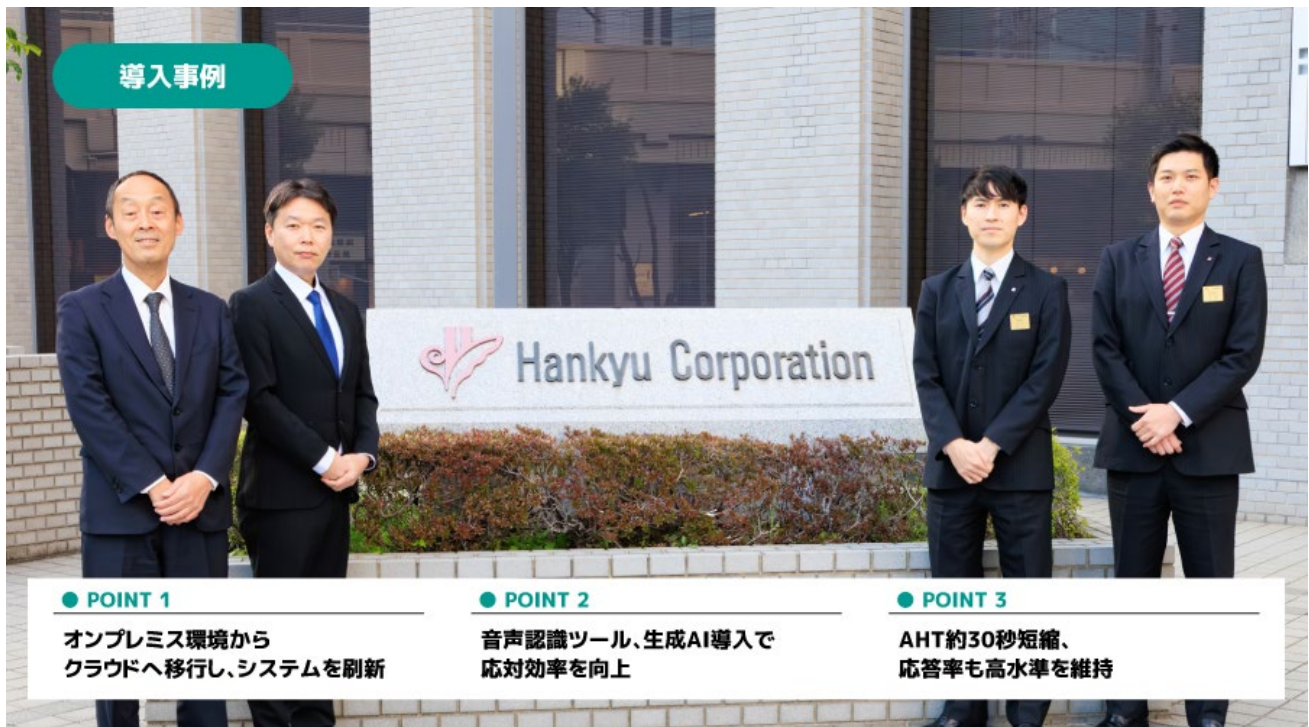 導入事例
Hankyu Corporation
POINT 1
オンプレミス環境から
クラウドへ移行し、システムを刷新
POINT 2
音声認識ツール、生成AI導入で
応対効率を向上
POINT 3
AHT約30秒短縮、
応答率も高水準を維持